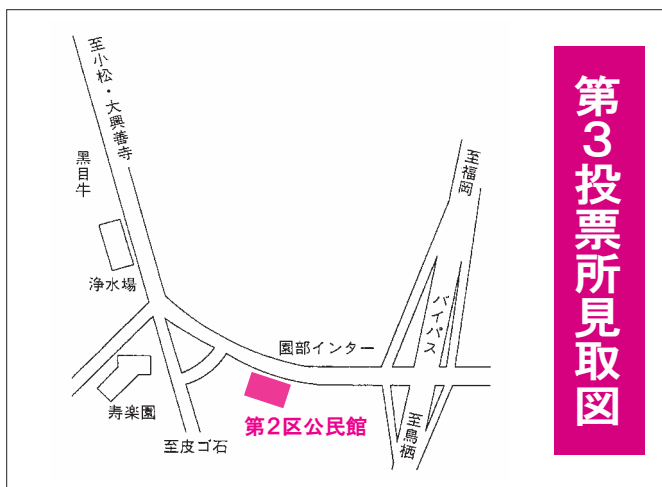 第3投票所見取図
至小松・大興善寺
黒目牛
浄水場
至福岡
バイパス
園部インター
寿楽園
第2区公民館
至皮ゴ石
至鳥栖